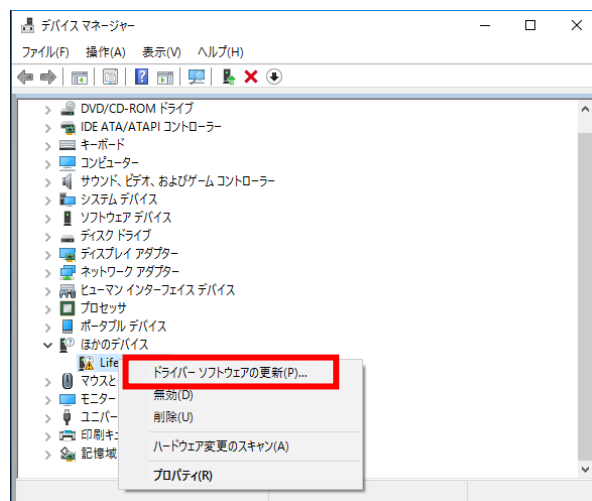 デバイス マネージャー
ファイル(F) 操作(A) 表示(V) ヘルプ(H)
DVD/CD-ROM ドライブ
IDE ATA/ATAPI コントローラー
キーボード
コンピューター
サウンド、ビデオ、およびゲーム コントローラー
システム デバイス
ソフトウェア デバイス
ディスク ドライブ
ディスプレイ アダプター
ネットワーク アダプター
ヒューマン インターフェイス デバイス
プロセッサ
ポータブル デバイス
ほかのデバイス
Life
ドライバー ソフトウェアの更新(P)...
マウスと
無効(D)
モニター
削除(U)
ユニバー
印刷キ
ハードウェア変更のスキャン(A)
記憶域
プロパティ(R)